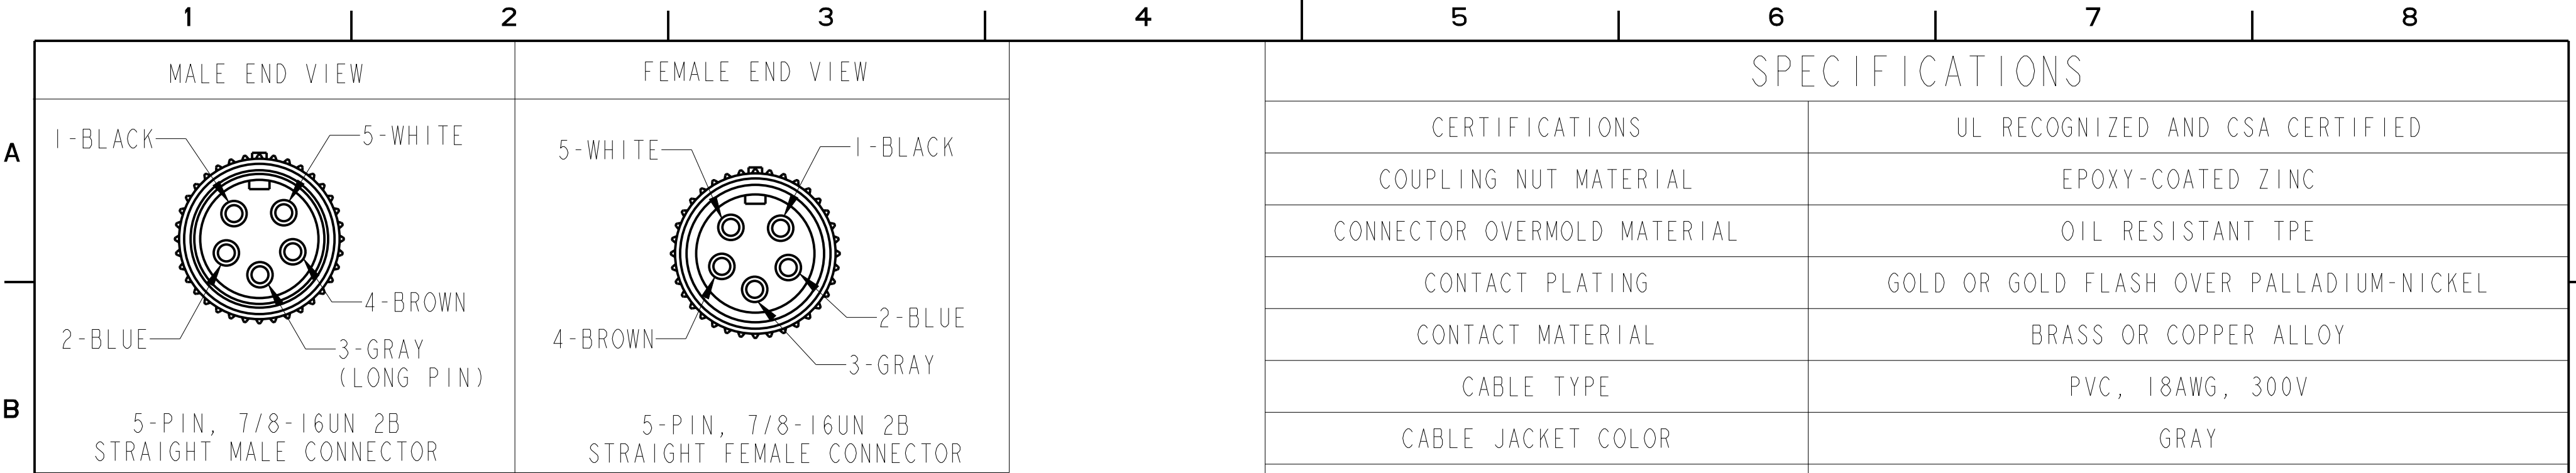 1 2 3 4 5 6 7 8
A
B
MALE END VIEW
1-BLACK
5-WHITE
4-BROWN
2-BLUE
3-GRAY
(LONG PIN)
5-PIN, 7/8-16UN 2B
STRAIGHT MALE CONNECTOR
FEMALE END VIEW
5-WHITE
1-BLACK
2-BLUE
4-BROWN
3-GRAY
5-PIN, 7/8-16UN 2B
STRAIGHT FEMALE CONNECTOR
SPECIFICATIONS
CERTIFICATIONS UL RECOGNIZED AND CSA CERTIFIED
COUPLING NUT MATERIAL EPOXY-COATED ZINC
CONNECTOR OVERMOLD MATERIAL OIL RESISTANT TPE
CONTACT PLATING GOLD OR GOLD FLASH OVER PALLADIUM-NICKEL
CONTACT MATERIAL BRASS OR COPPER ALLOY
CABLE TYPE PVC, 18AWG, 300V
CABLE JACKET COLOR GRAY